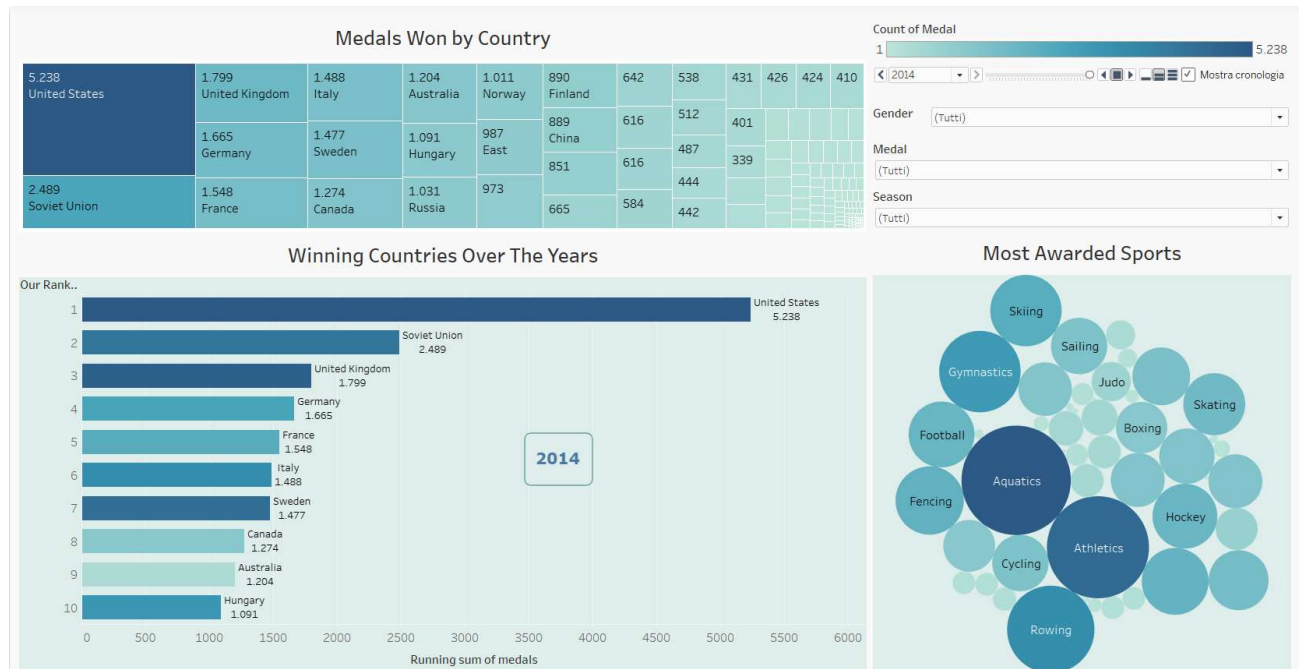 Medals Won by Country
5.238
United States
2.489
Soviet Union
1.799
United Kingdom
1.665
Germany
1.548
France
1.488
Italy
1.477
Sweden
1.274
Canada
1.204
Australia
1.091
Hungary
1.031
Russia
1.011
Norway
987
East
973
890
Finland
889
China
851
665
642
616
616
584
538
512
487
444
442
431
401
339
426
424
410
Count of Medal
1 5.238
2014
Mostra cronologia
Gender (Tutti)
Medal
(Tutti)
Season
(Tutti)
Winning Countries Over The Years
Our Rank..
1 United States
5.238
2 Soviet Union
2.489
3 United Kingdom
1.799
4 Germany
1.665
5 France
1.548
6 Italy
1.488
7 Sweden
1.477
8 Canada
1.274
9 Australia
1.204
10 Hungary
1.091
2014
0 500 1000 1500 2000 2500 3000 3500 4000 4500 5000 5500 6000
Running sum of medals
Most Awarded Sports
Skiing
Sailing
Gymnastics
Judo
Skating
Football
Boxing
Aquatics
Fencing
Hockey
Athletics
Cycling
Rowing